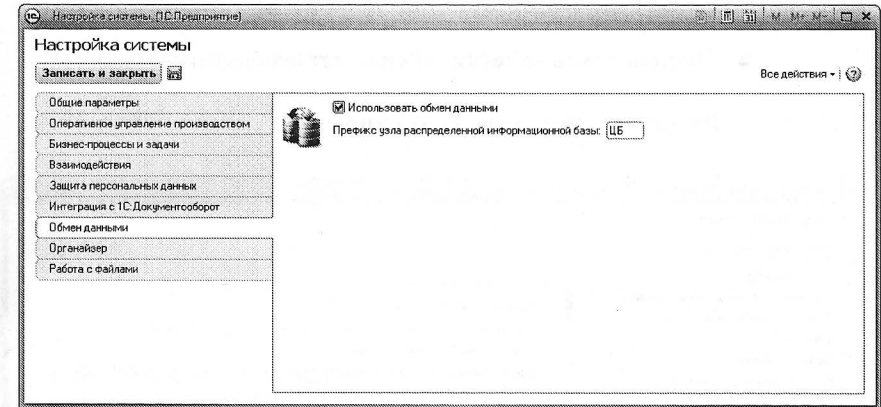 Настройка системы (1С:Предприятие)
31 M M+ M-
Настройка системы
Записать и закрыть
Все действия
Общие параметры
Оперативное управление производством
Бизнес-процессы и задачи
Взаимодействия
Защита персональных данных
Интеграция с 1С:Документооборот
Обмен данными
Органайзер
Работа с файлами
Использовать обмен данными
Префикс узла распределенной информационной базы: ЦБ